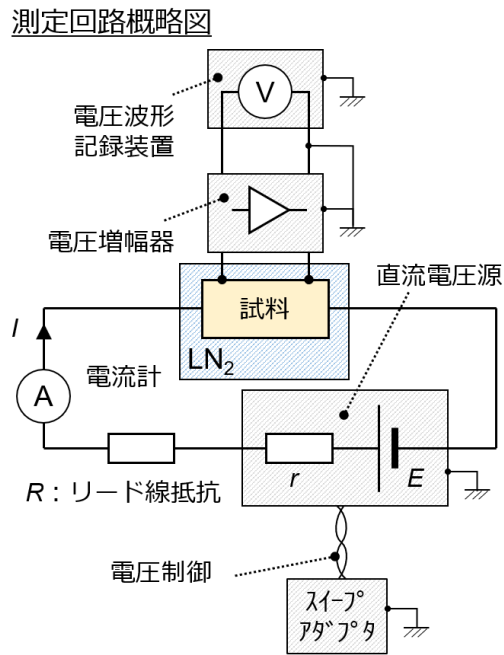 測定回路概略図
V
電圧波形
記録装置
電圧増幅器
直流電圧源
試料
LN₂
I
電流計
A
R：リード線抵抗
r
E
電圧制御
ｽｲｰﾌﾟ
ｱﾀﾞﾌﾟﾀ